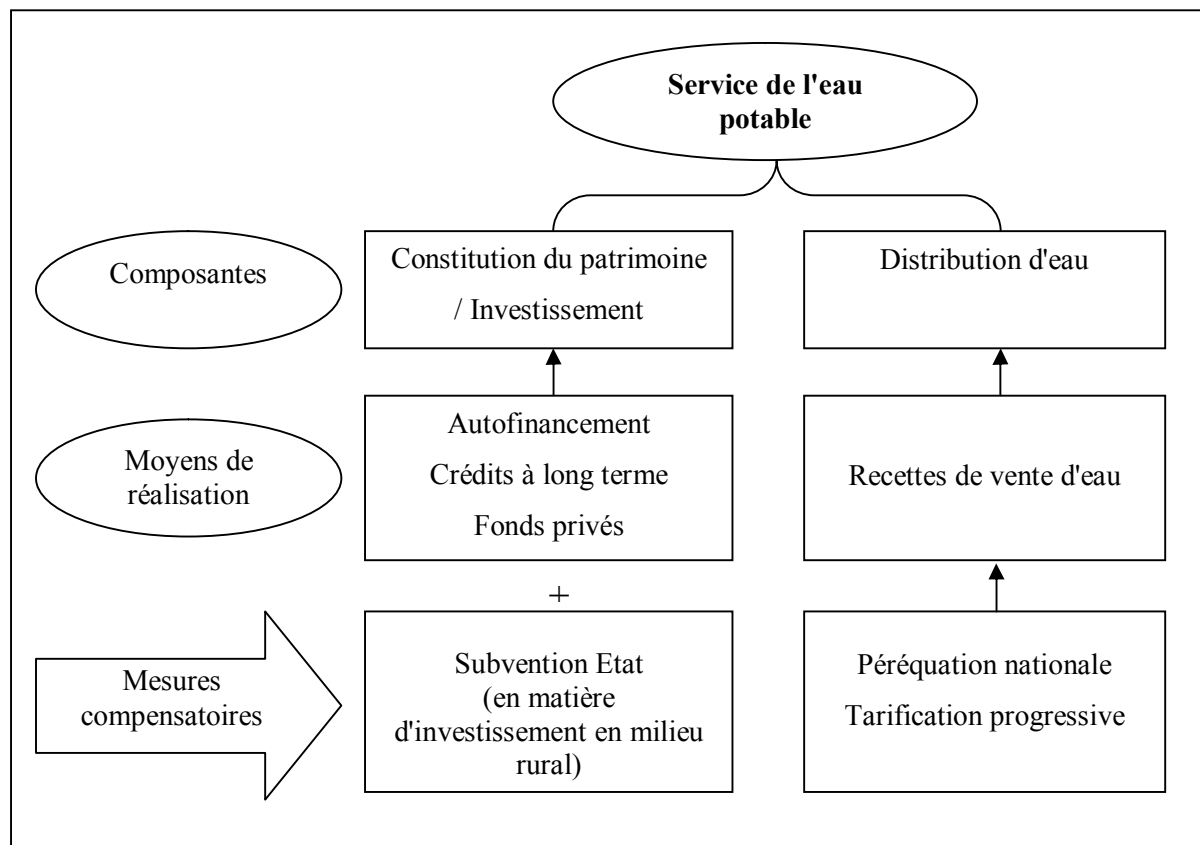 Service de l'eau
potable
Composantes
Constitution du patrimoine
/ Investissement
Distribution d'eau
Moyens de
réalisation
Autofinancement
Crédits à long terme
Fonds privés
Recettes de vente d'eau
+
Mesures
compensatoires
Subvention Etat
(en matière
d'investissement en milieu
rural)
Péréquation nationale
Tarification progressive